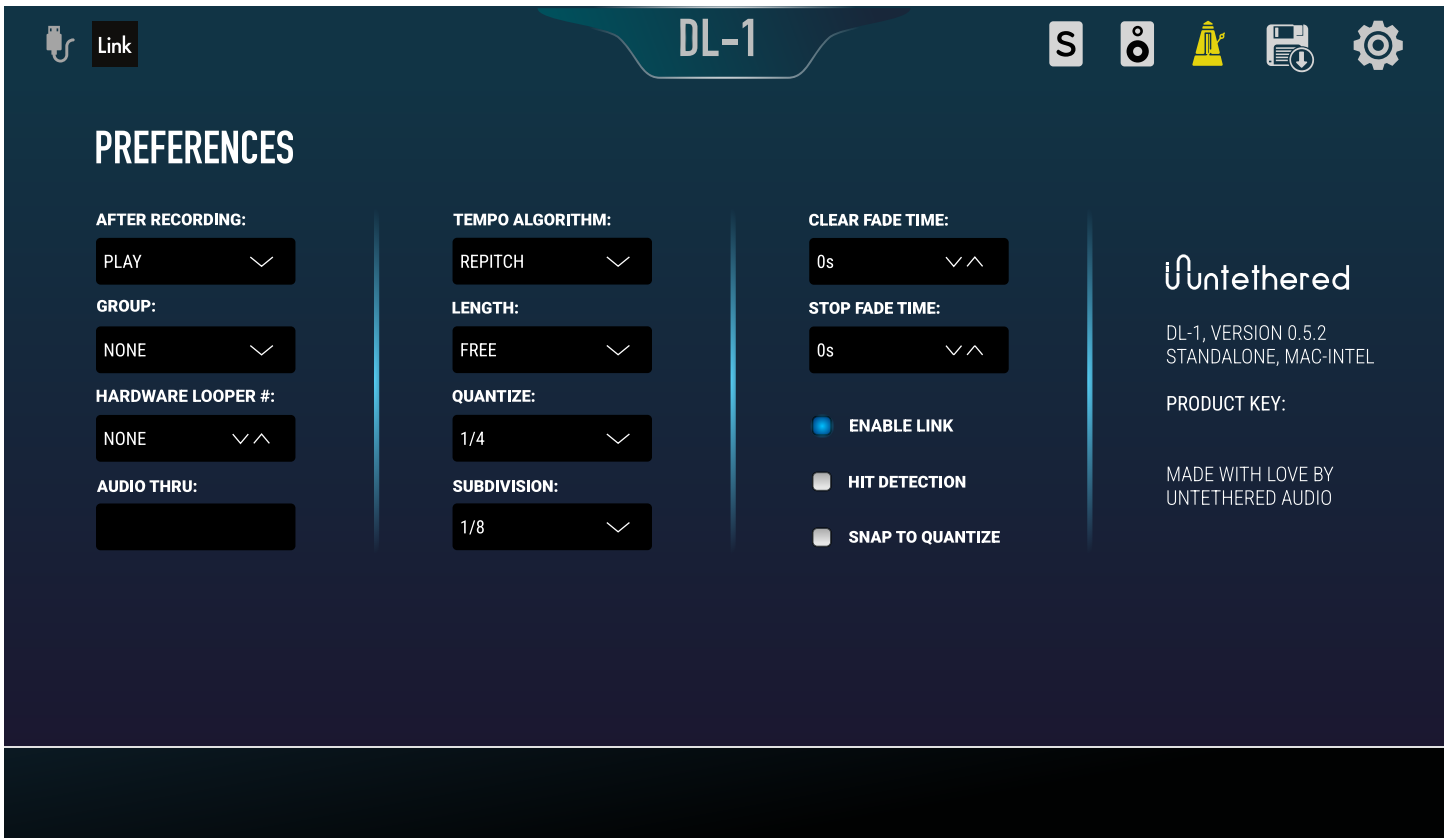 Link
DL-1
S
PREFERENCES
AFTER RECORDING:
PLAY
GROUP:
NONE
HARDWARE LOOPER #:
NONE
AUDIO THRU:
TEMPO ALGORITHM:
REPITCH
LENGTH:
FREE
QUANTIZE:
1/4
SUBDIVISION:
1/8
CLEAR FADE TIME:
0s
STOP FADE TIME:
0s
ENABLE LINK
HIT DETECTION
SNAP TO QUANTIZE
untethered
DL-1, VERSION 0.5.2
STANDALONE, MAC-INTEL
PRODUCT KEY:
MADE WITH LOVE BY
UNTETHERED AUDIO